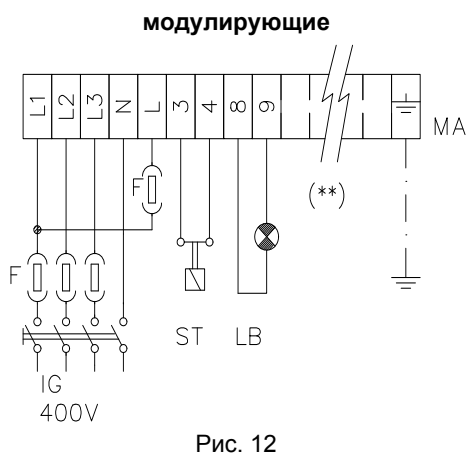 модулирующие
L1 L2 L3 N L 3 4 8 9
MA
F
(**)
F
ST LB
IG
400V
Рис. 12